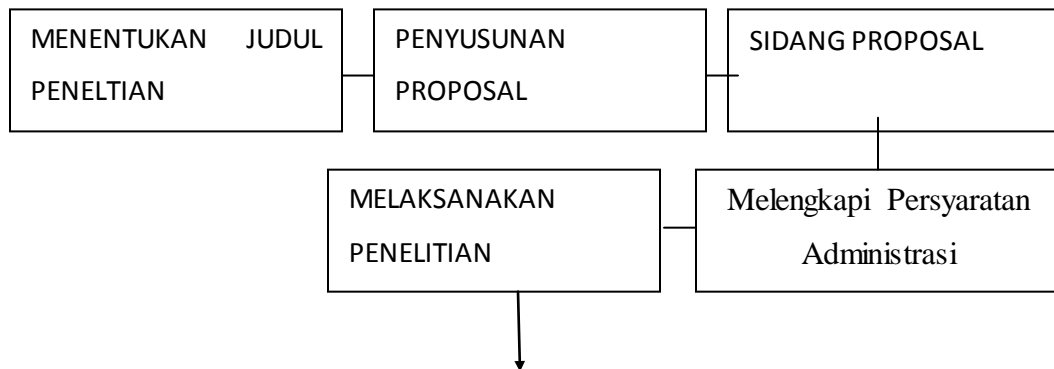 MENENTUKAN JUDUL
PENELTIAN
PENYUSUNAN
PROPOSAL
SIDANG PROPOSAL
MELAKSANAKAN
PENELITIAN
Melengkapi Persyaratan
Administrasi